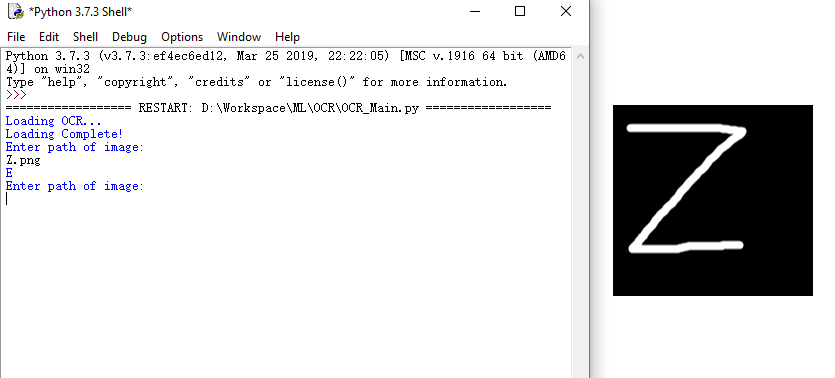 *Python 3.7.3 Shell*
File Edit Shell Debug Options Window Help
Python 3.7.3 (v3.7.3:ef4ec6ed12, Mar 25 2019, 22:22:05) [MSC v.1916 64 bit (AMD6
4)] on win32
Type "help", "copyright", "credits" or "license()" for more information.
>>>
================== RESTART: D:\Workspace\ML\OCR\OCR_Main.py ==================
Loading OCR...
Loading Complete!
Enter path of image:
Z.png
E
Enter path of image:
Z